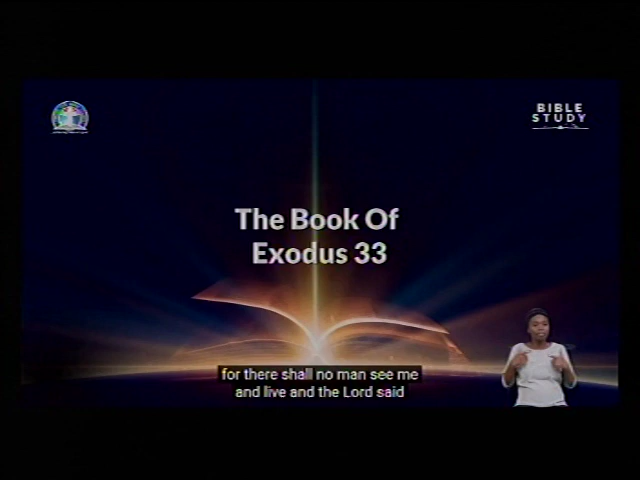 BIBLE
STUDY
The Book Of
Exodus 33
for there shall no man see me
and live and the Lord said